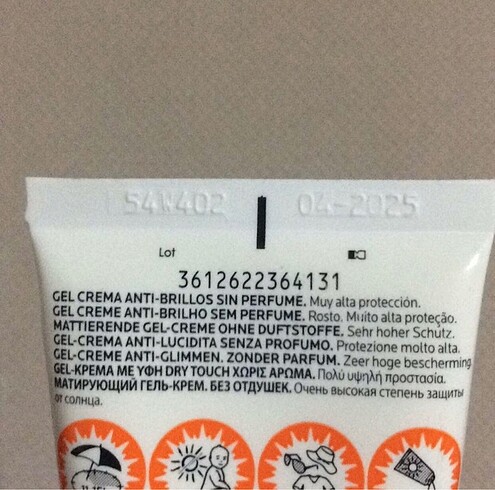 54W402 04-2025
Lot
3612622364131
GEL CREMA ANTI-BRILLOS SIN PERFUME. Muy alta protección.
GEL CREME ANTI-BRILHO SEM PERFUME. Rosto. Muito alta proteção.
MATTIERENDE GEL-CREME OHNE DUFTSTOFFE. Sehr hoher Schutz.
GEL-CREMA ANTI-LUCIDITA SENZA PROFUMO. Protezione molto alta.
GEL-CREME ANTI-GLIMMEN. ZONDER PARFUM. Zeer hoge bescherming
GEL-ΚΡΕΜΑ ΜΕ ΥΦΗ DRY TOUCH ΧΩΡΙΣ ΑΡΩΜΑ. Πολύ υψηλή προστασία.
МАТИРУЮЩИЙ ГЕЛЬ-КРЕМ. БЕЗ ОТДУШЕК. Очень высокая степень защиты
от солнца.